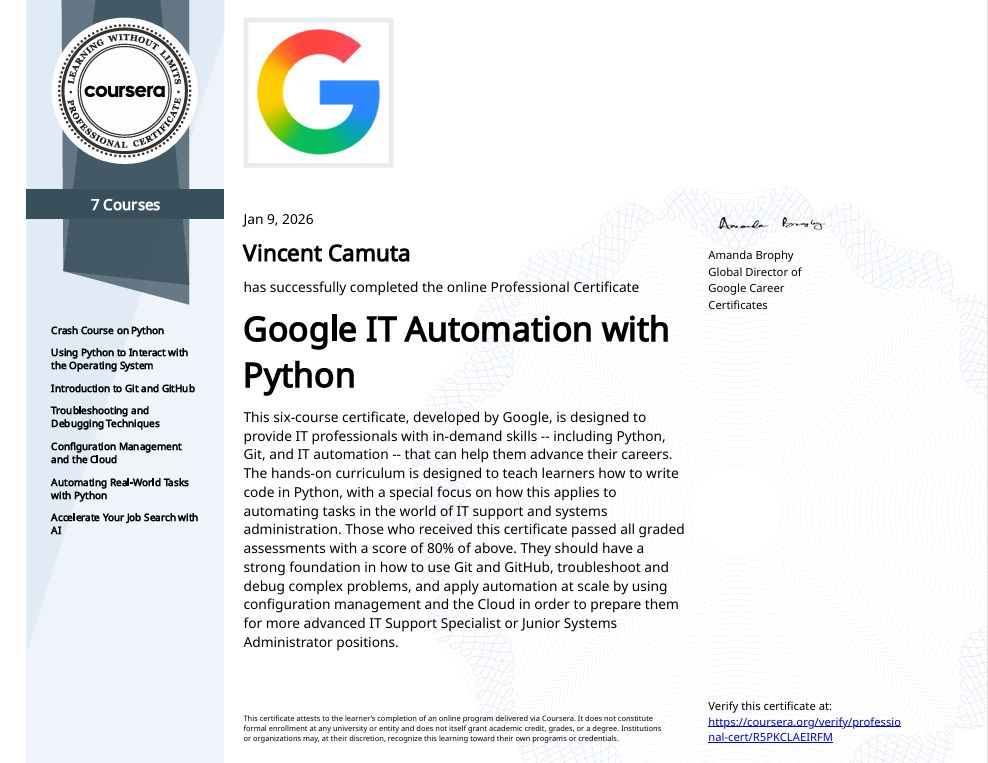 LEARNING WITHOUT LIMITS
coursera
PROFESSIONAL CERTIFICATE
7 Courses
Crash Course on Python
Using Python to Interact with
the Operating System
Introduction to Git and GitHub
Troubleshooting and
Debugging Techniques
Configuration Management
and the Cloud
Automating Real-World Tasks
with Python
Accelerate Your Job Search with
AI
Jan 9, 2026
Vincent Camuta
has successfully completed the online Professional Certificate
Google IT Automation with
Python
This six-course certificate, developed by Google, is designed to
provide IT professionals with in-demand skills -- including Python,
Git, and IT automation -- that can help them advance their careers.
The hands-on curriculum is designed to teach learners how to write
code in Python, with a special focus on how this applies to
automating tasks in the world of IT support and systems
administration. Those who received this certificate passed all graded
assessments with a score of 80% of above. They should have a
strong foundation in how to use Git and GitHub, troubleshoot and
debug complex problems, and apply automation at scale by using
configuration management and the Cloud in order to prepare them
for more advanced IT Support Specialist or Junior Systems
Administrator positions.
This certificate attests to the learner's completion of an online program delivered via Coursera. It does not constitute
formal enrollment at any university or entity and does not itself grant academic credit, grades, or a degree. Institutions
or organizations may, at their discretion, recognize this learning toward their own programs or credentials.
Amanda Brophy
Amanda Brophy
Global Director of
Google Career
Certificates
Verify this certificate at:
https://coursera.org/verify/professio
nal-cert/R5PKCLAEIRFM